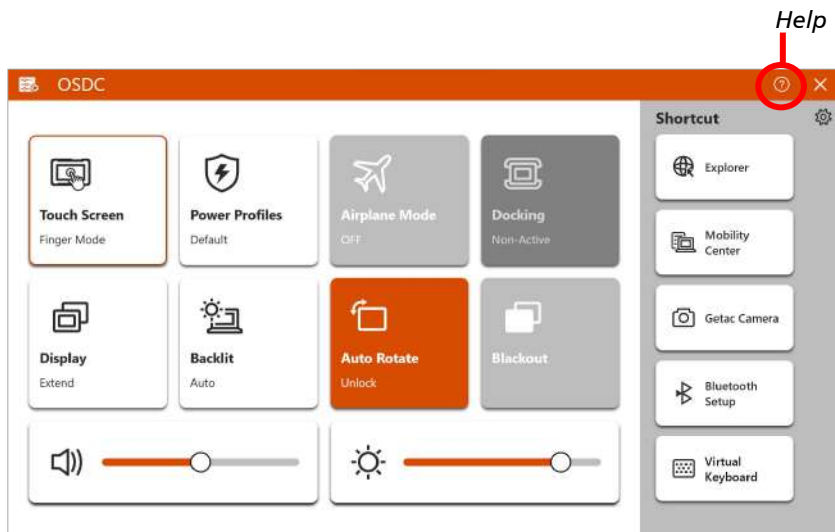 Help
OSDC
Shortcut
Touch Screen
Finger Mode
Power Profiles
Default
Airplane Mode
OFF
Docking
Non-Active
Explorer
Mobility
Center
Display
Extend
Backlit
Auto
Auto Rotate
Unlock
Blackout
Getac Camera
Bluetooth
Setup
Virtual
Keyboard